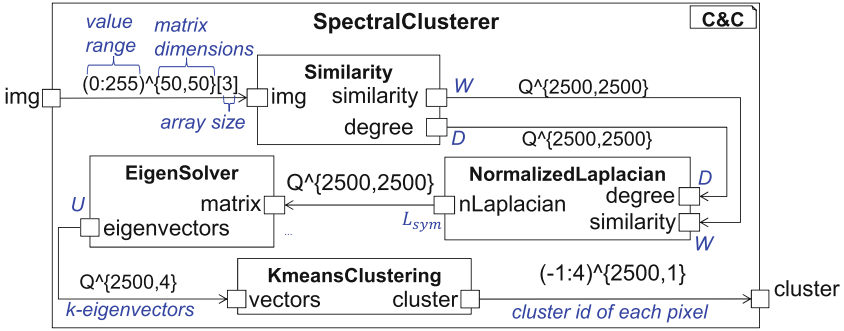 SpectralClusterer
C&C
value range
matrix dimensions
(0:255)^{50,50}[3]
array size
img
Similarity
img
similarity
degree
W
Q^{2500,2500}
D
Q^{2500,2500}
EigenSolver
matrix
eigenvectors
U
...
Q^{2500,2500}
NormalizedLaplacian
degree
nLaplacian
similarity
D
W
Lsym
Q^{2500,4}
k-eigenvectors
KmeansClustering
vectors
cluster
(-1:4)^{2500,1}
cluster id of each pixel
cluster